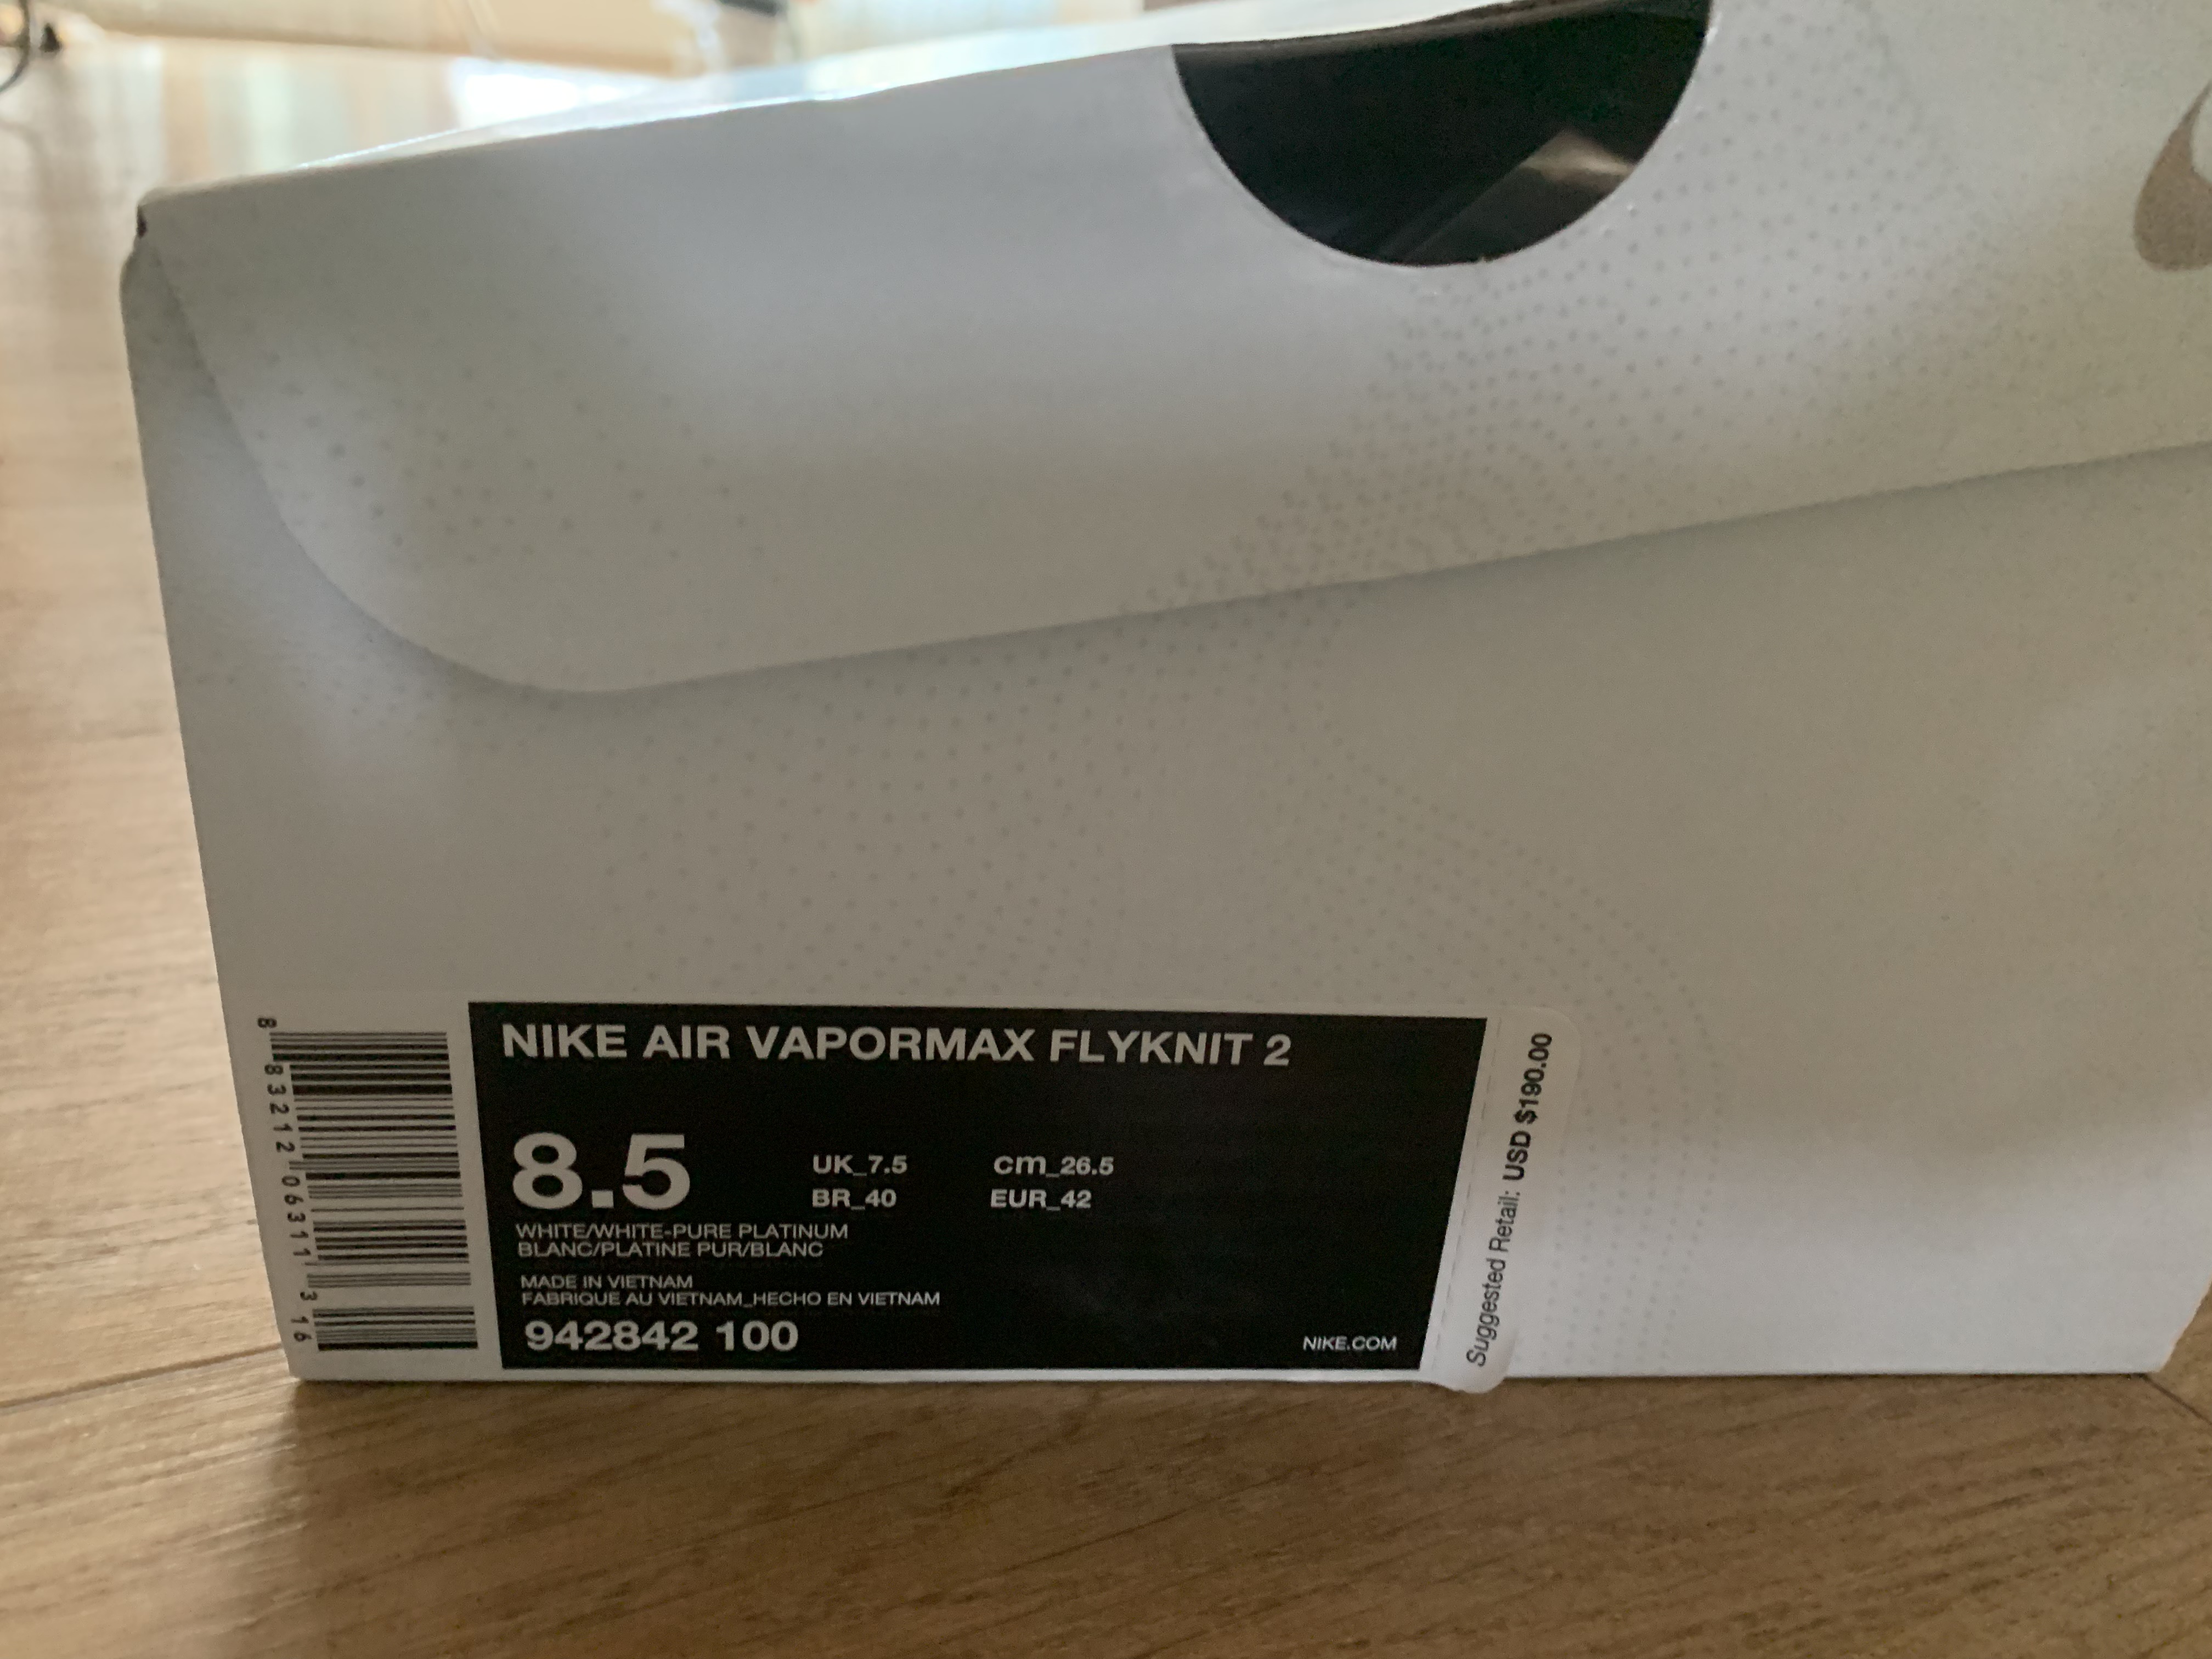 NIKE AIR VAPORMAX FLYKNIT 2
8.5
UK_7.5 cm_26.5
BR_40 EUR_42
WHITE/WHITE-PURE PLATINUM
BLANC/PLATINE PUR/BLANC
MADE IN VIETNAM
FABRIQUE AU VIETNAM_HECHO EN VIETNAM
942842 100
NIKE.COM
8 83212 06311 1 3 16
Suggested Retail: USD $190.00